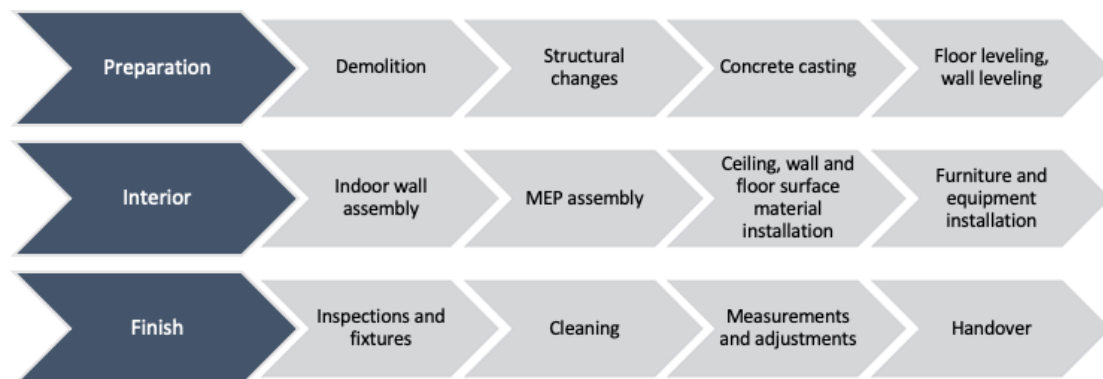 Preparation
Demolition
Structural
changes
Concrete casting
Floor leveling,
wall leveling
Interior
Indoor wall
assembly
MEP assembly
Ceiling, wall and
floor surface
material
installation
Furniture and
equipment
installation
Finish
Inspections and
fixtures
Cleaning
Measurements
and adjustments
Handover